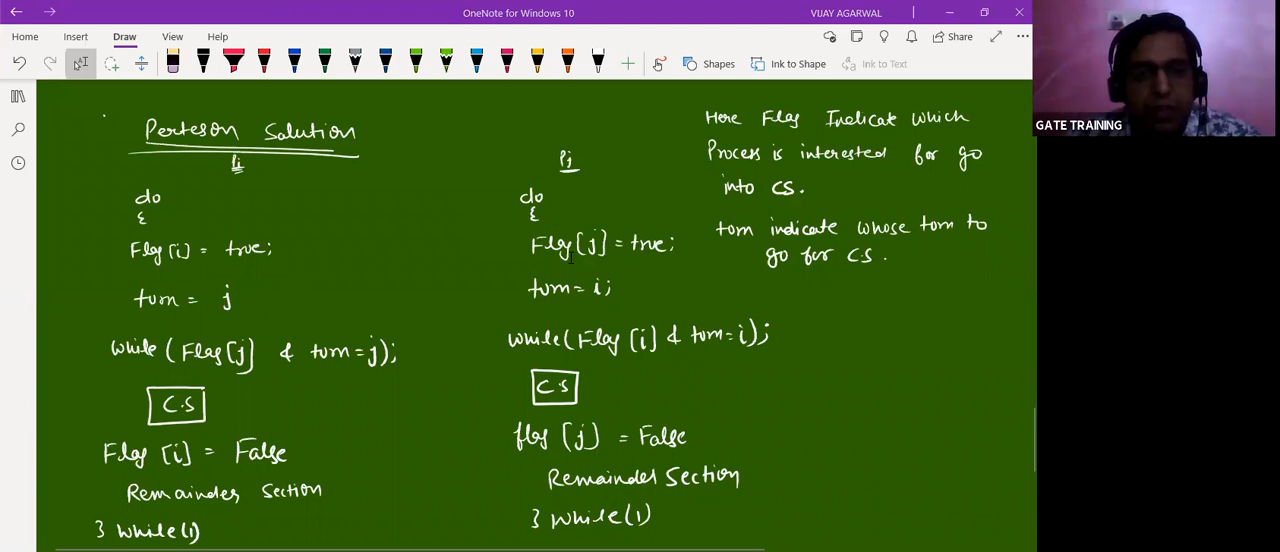 OneNote for Windows 10
VIJAY AGARWAL
Home
Insert
Draw
View
Help
Share
Shapes
Ink to Shape
Ink to Text
GATE TRAINING
Perteson Solution
Pi
do
{
Flag [i] = true;
turn = j
while (Flag [j] & turn=j);
C.S
Flag [i] = False
Remainder Section
} while(1)
Pj
do
{
Flag [j] = true;
turn = i;
while (Flag [i] & turn=i);
C.S
flag [j] = False
Remainder Section
} while(1)
Here Flag Indicate which
Process is interested for go
into CS.
turn indicate whose turn to
go for C.S.